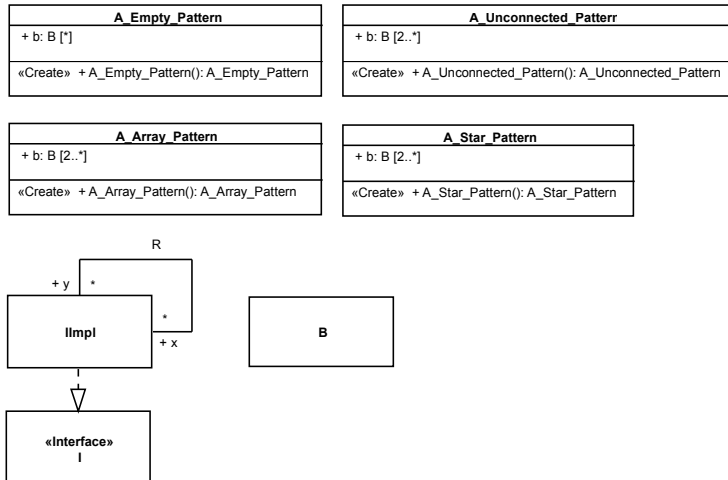 A_Empty_Pattern
+ b: B [*]
«Create» + A_Empty_Pattern(): A_Empty_Pattern
A_Unconnected_Patterr
+ b: B [2..*]
«Create» + A_Unconnected_Pattern(): A_Unconnected_Pattern
A_Array_Pattern
+ b: B [2..*]
«Create» + A_Array_Pattern(): A_Array_Pattern
A_Star_Pattern
+ b: B [2..*]
«Create» + A_Star_Pattern(): A_Star_Pattern
R
+ y *
IImpl
*
+ x
B
«Interface»
I